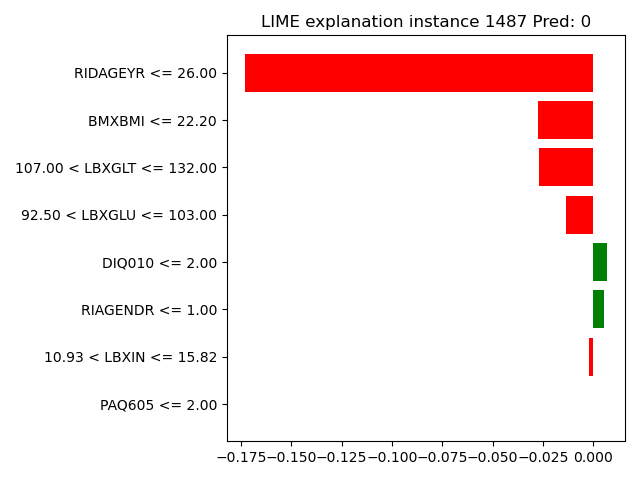 LIME explanation instance 1487 Pred: 0
RIDAGEYR <= 26.00
BMXBMI <= 22.20
107.00 < LBXGLT <= 132.00
92.50 < LBXGLU <= 103.00
DIQ010 <= 2.00
RIAGENDR <= 1.00
10.93 < LBXIN <= 15.82
PAQ605 <= 2.00
−0.175 −0.150 −0.125 −0.100 −0.075 −0.050 −0.025 0.000